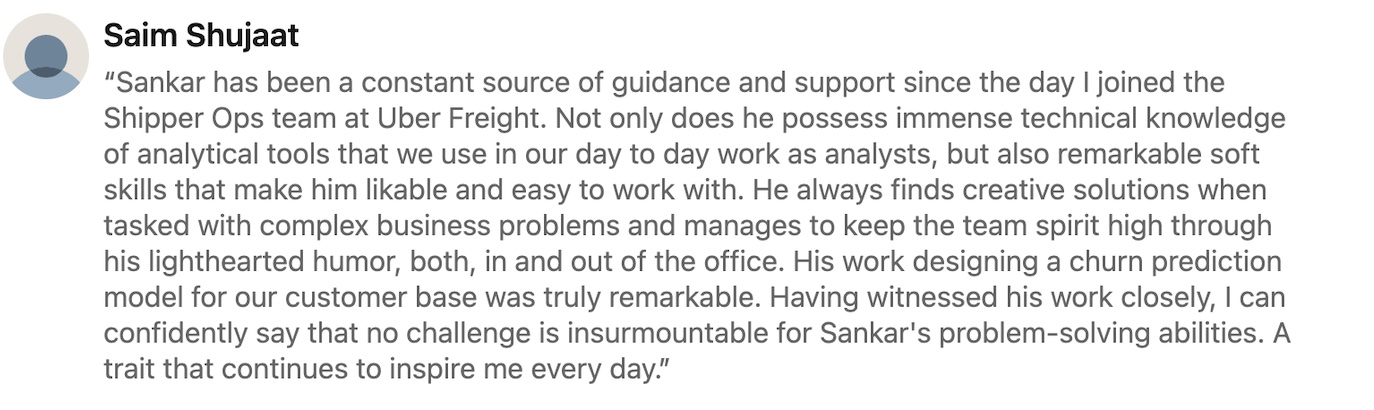 Saim Shujaat
“Sankar has been a constant source of guidance and support since the day I joined the
Shipper Ops team at Uber Freight. Not only does he possess immense technical knowledge
of analytical tools that we use in our day to day work as analysts, but also remarkable soft
skills that make him likable and easy to work with. He always finds creative solutions when
tasked with complex business problems and manages to keep the team spirit high through
his lighthearted humor, both, in and out of the office. His work designing a churn prediction
model for our customer base was truly remarkable. Having witnessed his work closely, I can
confidently say that no challenge is insurmountable for Sankar's problem-solving abilities. A
trait that continues to inspire me every day.”